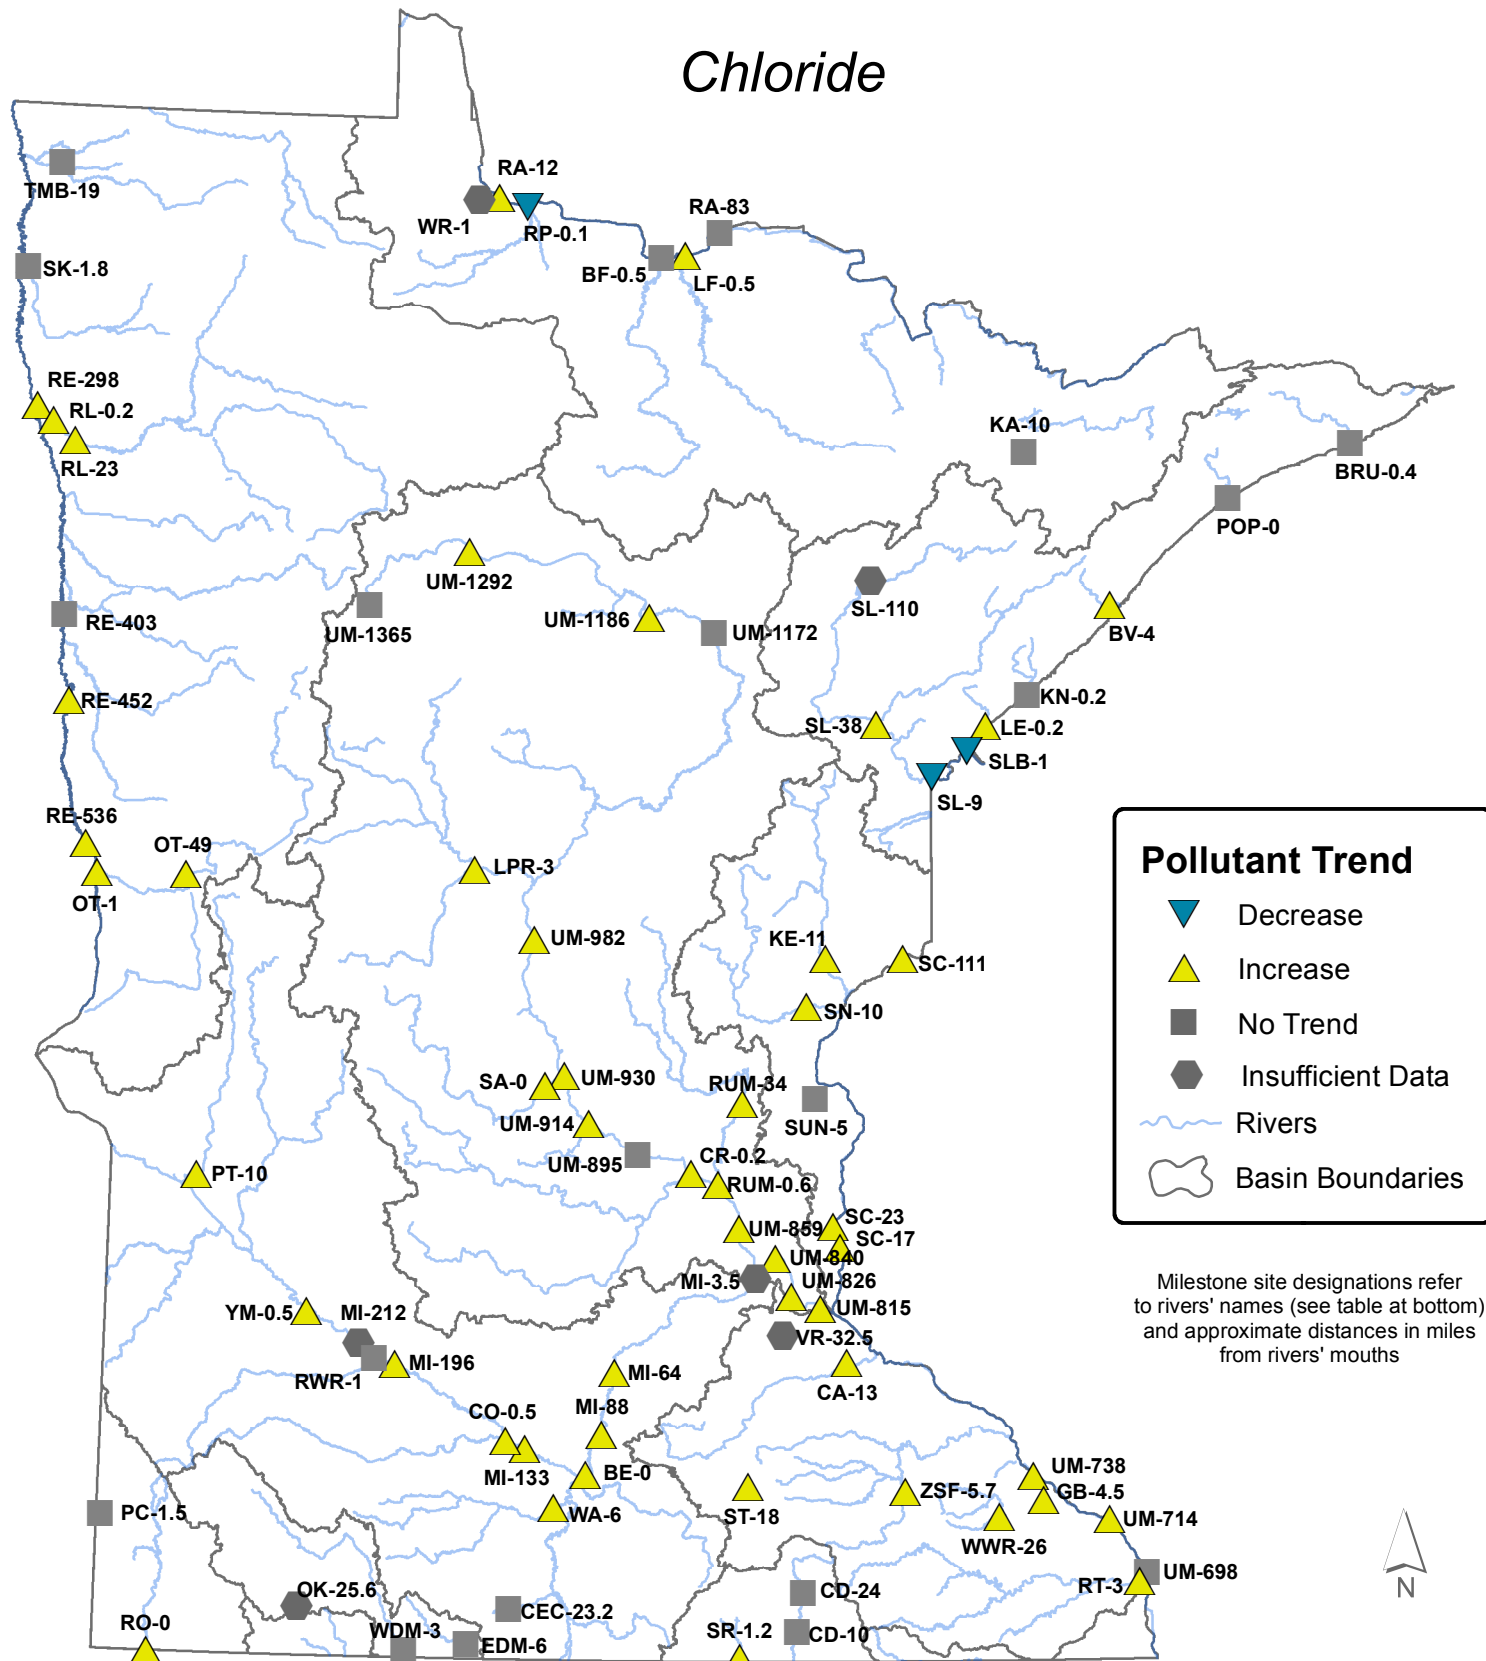 Chloride
RA-12
TMB-19
WR-1
RP-0.1
RA-83
SK-1.8
BF-0.5
LF-0.5
RE-298
RL-0.2
RL-23
KA-10
BRU-0.4
POP-0
UM-1292
SL-110
UM-1365
UM-1186
UM-1172
RE-403
BV-4
RE-452
KN-0.2
SL-38
LE-0.2
SLB-1
SL-9
RE-536
OT-49
OT-1
LPR-3
UM-982
KE-11
SC-111
SN-10
SA-0
UM-930
RUM-34
UM-914
SUN-5
UM-895
CR-0.2
PT-10
RUM-0.6
UM-859
SC-23
SC-17
UM-840
MI-3.5
UM-826
YM-0.5
MI-212
UM-815
VR-32.5
RWR-1
MI-196
MI-64
CA-13
CO-0.5
MI-88
MI-133
BE-0
UM-738
GB-4.5
PC-1.5
WA-6
ST-18
ZSF-5.7
UM-714
WWR-26
UM-698
RT-3
OK-25.6
CEC-23.2
CD-24
RO-0
WDM-3
EDM-6
SR-1.2
CD-10
Pollutant Trend
Decrease
Increase
No Trend
Insufficient Data
Rivers
Basin Boundaries
Milestone site designations refer
to rivers' names (see table at bottom)
and approximate distances in miles
from rivers' mouths
N